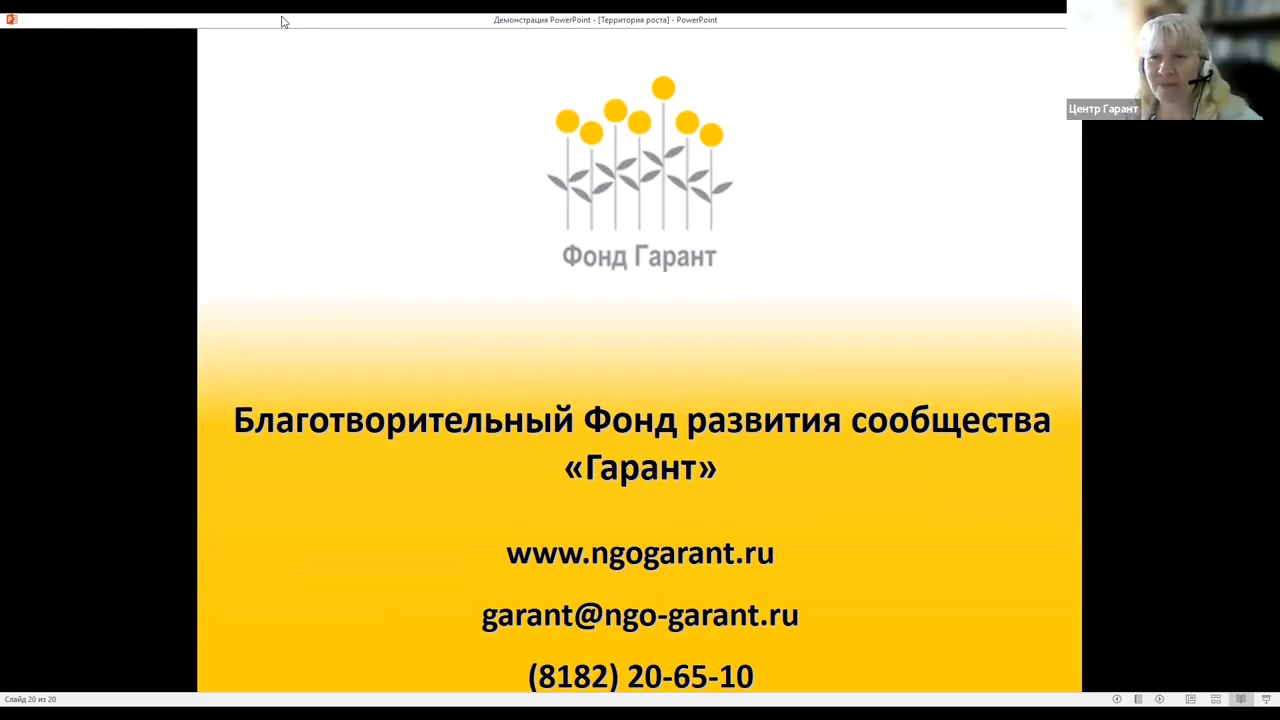 Демонстрация PowerPoint - [Территория роста] - PowerPoint
Центр Гарант
Фонд Гарант
Благотворительный Фонд развития сообщества
«Гарант»
www.ngogarant.ru
garant@ngo-garant.ru
(8182) 20-65-10
Слайд 20 из 20